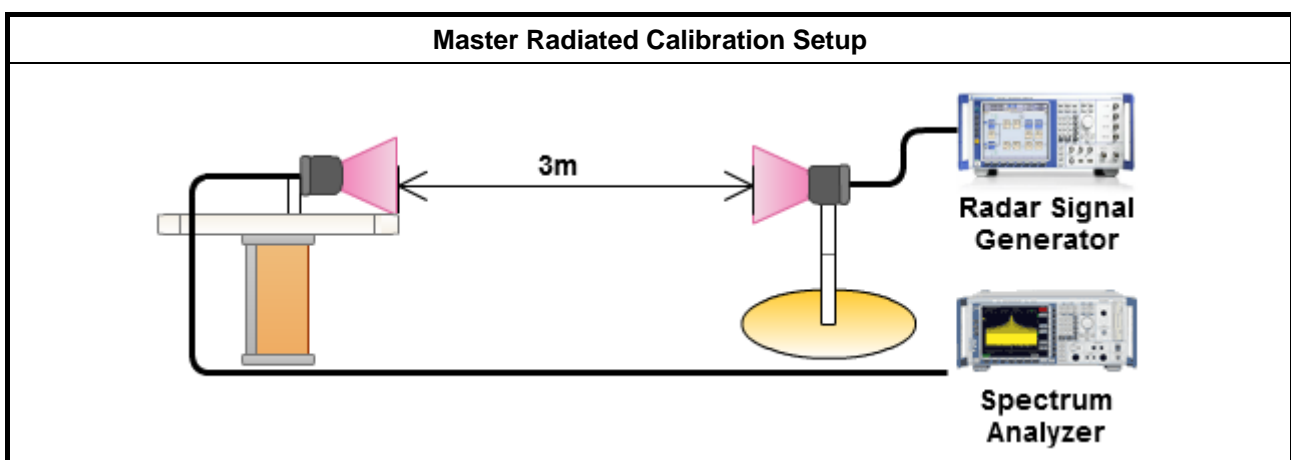 Master Radiated Calibration Setup
3m
Radar Signal
Generator
Spectrum
Analyzer